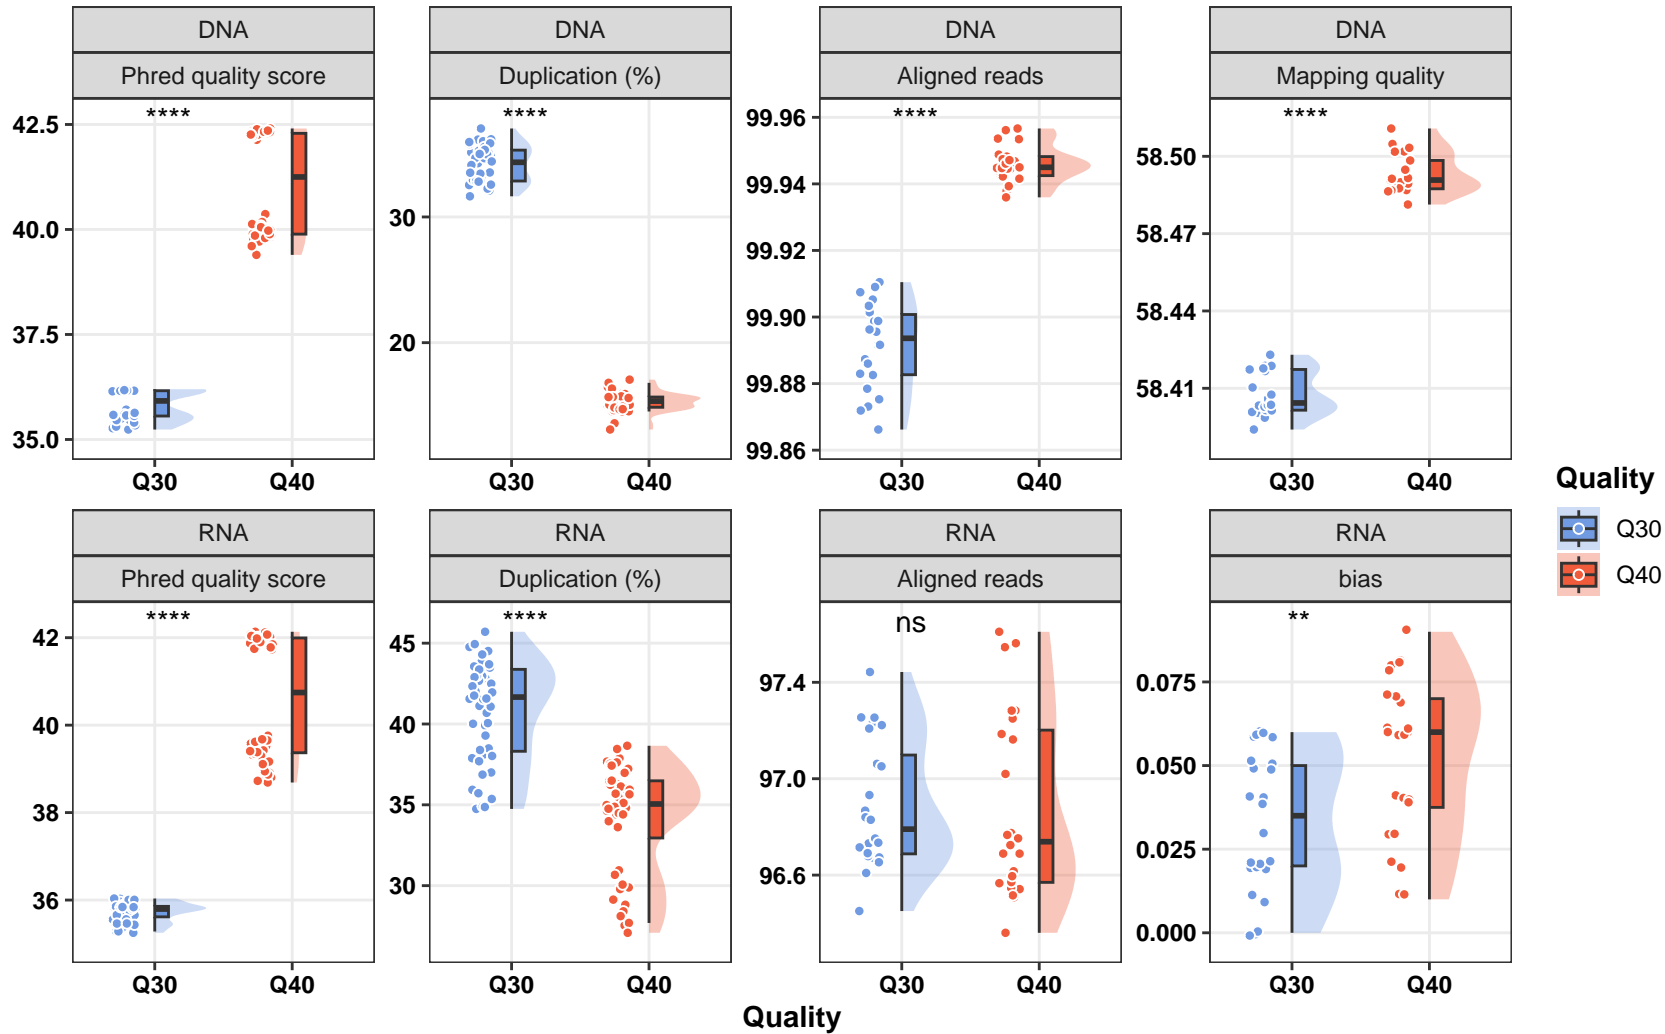 DNA
Phred quality score
****
42.5
40.0
37.5
35.0
Q30 Q40
DNA
Duplication (%)
****
30
20
Q30 Q40
DNA
Aligned reads
****
99.96
99.94
99.92
99.90
99.88
99.86
Q30 Q40
DNA
Mapping quality
****
58.50
58.47
58.44
58.41
Q30 Q40
RNA
Phred quality score
****
42
40
38
36
Q30 Q40
RNA
Duplication (%)
****
45
40
35
30
Q30 Q40
RNA
Aligned reads
ns
97.4
97.0
96.6
Q30 Q40
RNA
bias
**
0.075
0.050
0.025
0.000
Q30 Q40
Quality
Quality
Q30
Q40